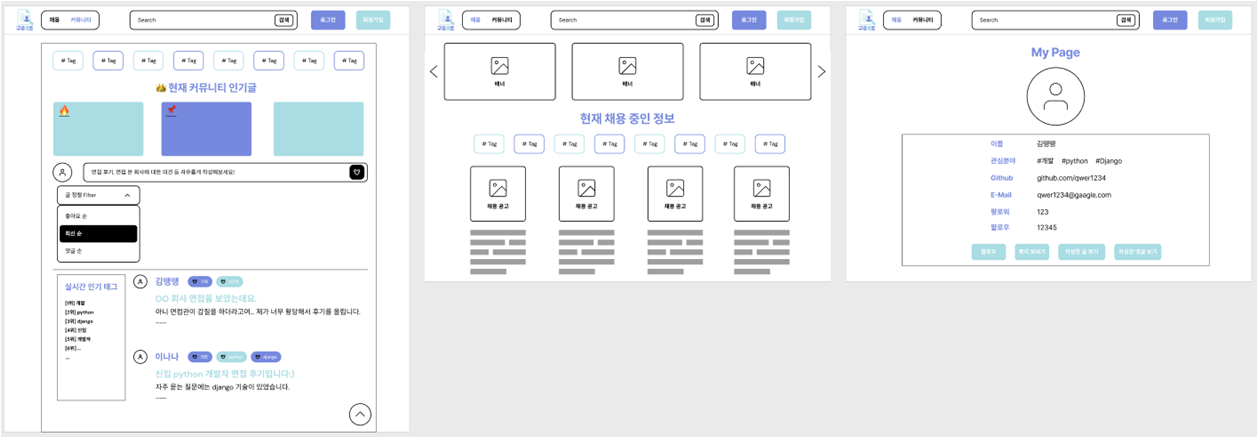 구름이룸
채용 커뮤니티
Search
검색
로그인
회원가입
# Tag # Tag # Tag # Tag # Tag # Tag # Tag # Tag
현재 커뮤니티 인기글
면접 후기, 면접 본 회사에 대한 의견 등 자유롭게 작성해보세요!
글 정렬 Filter
좋아요 순
최신 순
댓글 순
실시간 인기 태그
[1위] 개발
[2위] python
[3위] django
[4위] 신입
[5위] 개발자
[6위] ...
...
김땡땡
OO 회사 면접을 보았는데요.
아니 면접관이 갑질을 하더라고여... 제가 너무 황당해서 후기를 올립니다.
......
이나나 python django
신입 python 개발자 면접 후기입니다:)
자주 묻는 질문에는 django 기술이 있었습니다.
......
채용 커뮤니티
Search
검색
로그인
회원가입
배너 배너 배너
현재 채용 중인 정보
# Tag # Tag # Tag # Tag # Tag # Tag # Tag # Tag
채용 공고 채용 공고 채용 공고 채용 공고
채용 커뮤니티
Search
검색
로그인
회원가입
My Page
이름 김땡땡
관심분야 #개발 #python #Django
Github github.com/qwer1234
E-Mail qwer1234@gaagle.com
팔로워 123
팔로우 12345
팔로우 쪽지 보내기 작성한 글 보기 작성한 댓글 보기